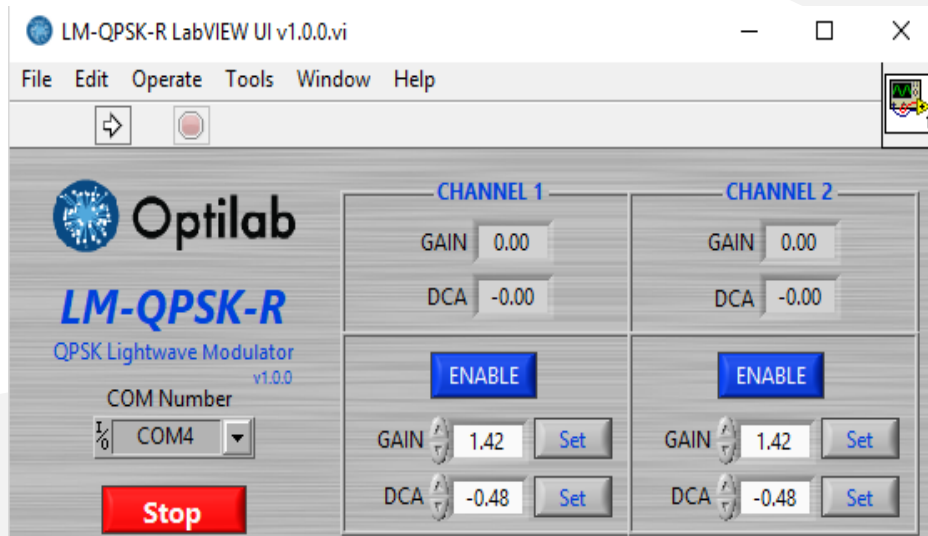 LM-QPSK-R LabVIEW UI v1.0.0.vi
File Edit Operate Tools Window Help
Optilab
LM-QPSK-R
QPSK Lightwave Modulator
v1.0.0
COM Number
COM4
Stop
CHANNEL 1
GAIN 0.00
DCA -0.00
ENABLE
GAIN 1.42 Set
DCA -0.48 Set
CHANNEL 2
GAIN 0.00
DCA -0.00
ENABLE
GAIN 1.42 Set
DCA -0.48 Set